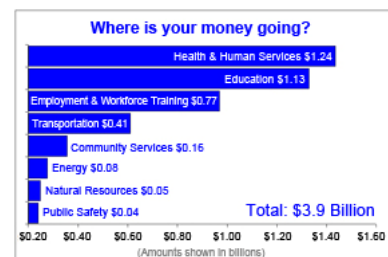 Where is your money going?
Health & Human Services $1.24
Education $1.13
Employment & Workforce Training $0.77
Transportation $0.41
Community Services $0.16
Energy $0.08
Natural Resources $0.05
Public Safety $0.04
Total: $3.9 Billion
$0.20 $0.40 $0.60 $0.80 $1.00 $1.20 $1.40 $1.60
(Amounts shown in billions)